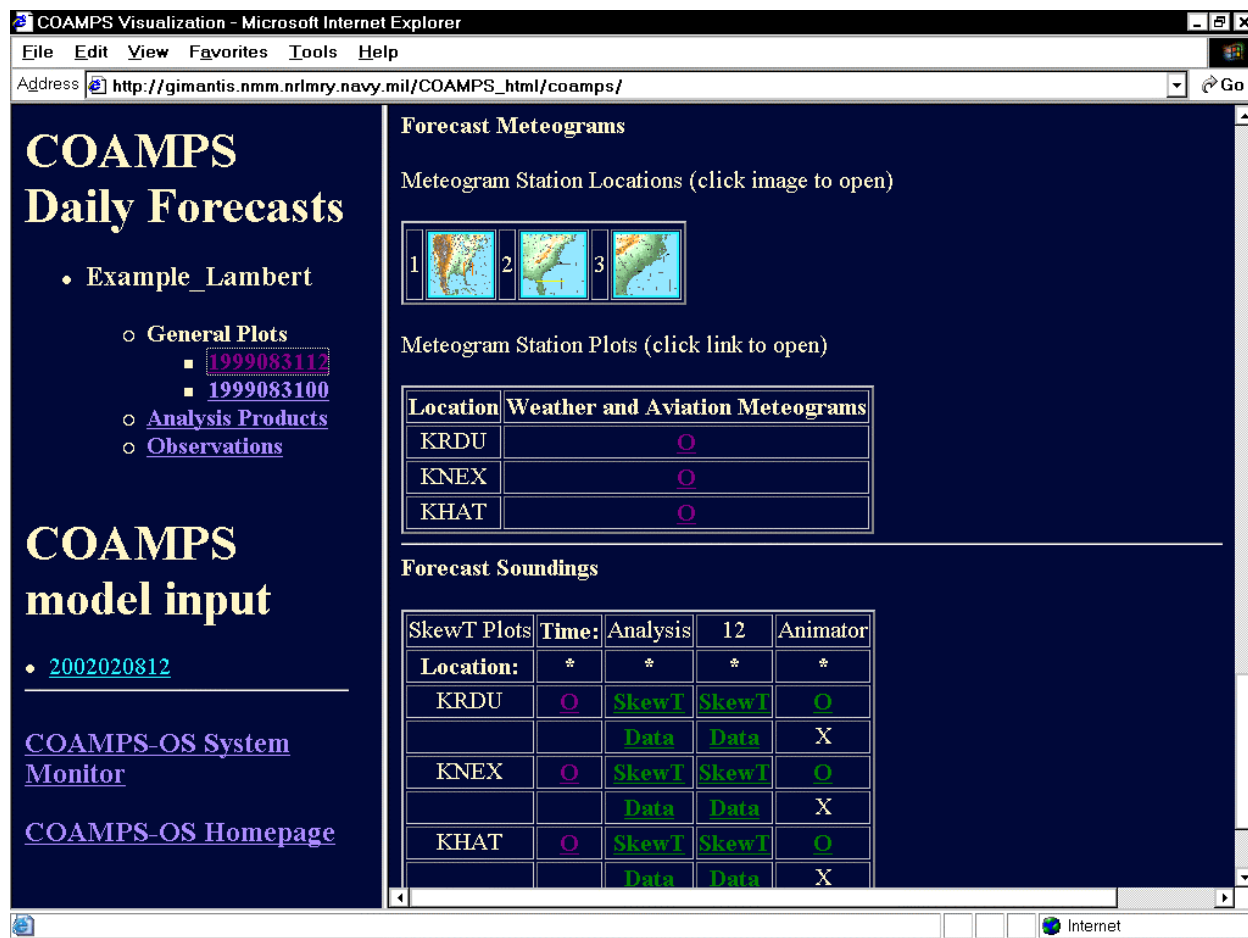 COAMPS Visualization - Microsoft Internet Explorer
File Edit View Favorites Tools Help
Address http://gimantis.nmm.nrlmry.navy.mil/COAMPS_html/coamps/ Go
COAMPS
Daily Forecasts
Example_Lambert
General Plots
1999083112
1999083100
Analysis Products
Observations
COAMPS
model input
2002020812
COAMPS-OS System
Monitor
COAMPS-OS Homepage
Forecast Meteograms
Meteogram Station Locations (click image to open)
1 2 3
Meteogram Station Plots (click link to open)
Location Weather and Aviation Meteograms
KRDU O
KNEX O
KHAT O
Forecast Soundings
SkewT Plots Time: Analysis 12 Animator
Location: * * * *
KRDU O SkewT SkewT O
Data Data X
KNEX O SkewT SkewT O
Data Data X
KHAT O SkewT SkewT O
Data Data X
Internet